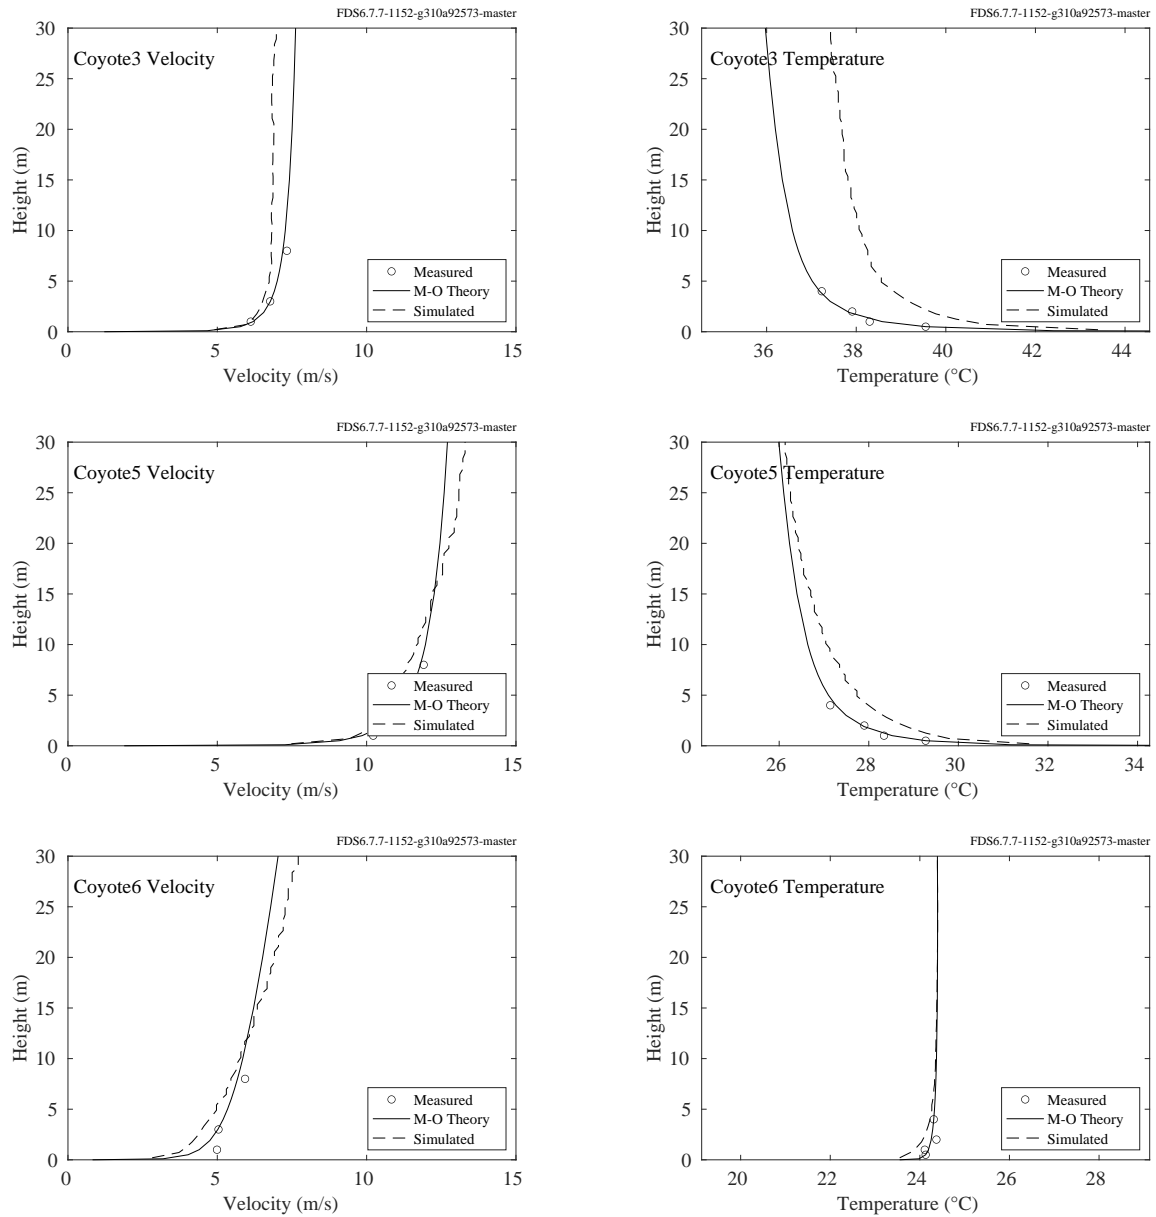 FDS6.7.7-1152-g310a92573-master
Coyote3 Velocity
Height (m)
30
25
20
15
10
5
0
Measured
M-O Theory
Simulated
0 5 10 15
Velocity (m/s)
FDS6.7.7-1152-g310a92573-master
Coyote3 Temperature
Height (m)
30
25
20
15
10
5
0
Measured
M-O Theory
Simulated
36 38 40 42 44
Temperature (°C)
FDS6.7.7-1152-g310a92573-master
Coyote5 Velocity
Height (m)
30
25
20
15
10
5
0
Measured
M-O Theory
Simulated
0 5 10 15
Velocity (m/s)
FDS6.7.7-1152-g310a92573-master
Coyote5 Temperature
Height (m)
30
25
20
15
10
5
0
Measured
M-O Theory
Simulated
26 28 30 32 34
Temperature (°C)
FDS6.7.7-1152-g310a92573-master
Coyote6 Velocity
Height (m)
30
25
20
15
10
5
0
Measured
M-O Theory
Simulated
0 5 10 15
Velocity (m/s)
FDS6.7.7-1152-g310a92573-master
Coyote6 Temperature
Height (m)
30
25
20
15
10
5
0
Measured
M-O Theory
Simulated
20 22 24 26 28
Temperature (°C)